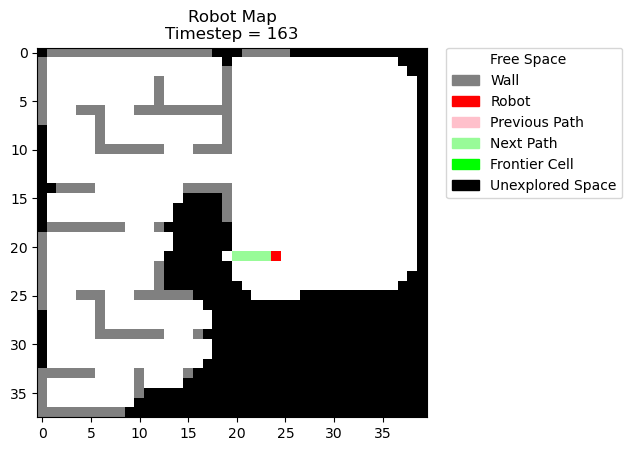 Robot Map
Timestep = 163
0
5
10
15
20
25
30
35
0
5
10
15
20
25
30
35
Free Space
Wall
Robot
Previous Path
Next Path
Frontier Cell
Unexplored Space